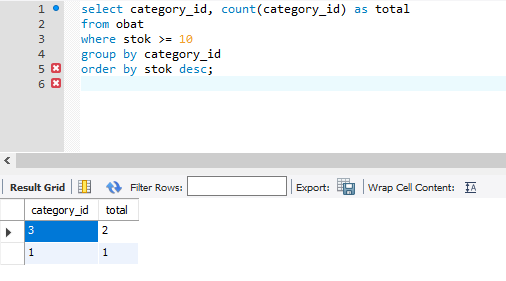 1 select category_id, count(category_id) as total
2 from obat
3 where stok >= 10
4 group by category_id
5 order by stok desc;
6
Result Grid Filter Rows: Export: Wrap Cell Content: IA
category_id total
3 2
1 1